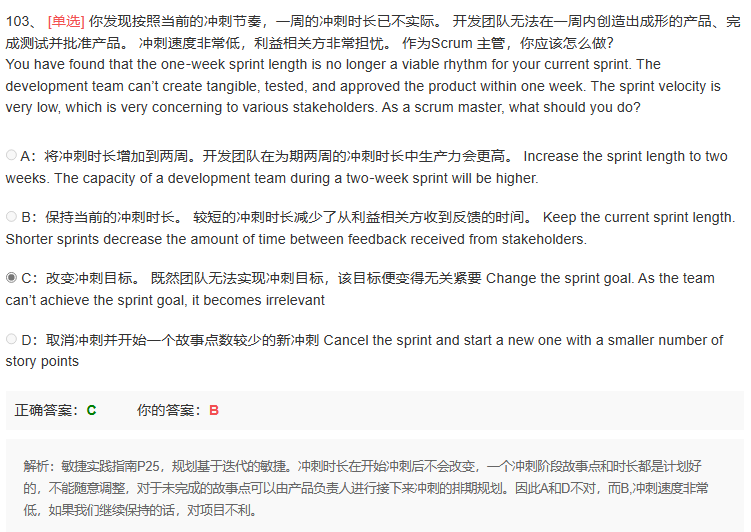 103、 [单选] 你发现按照当前的冲刺节奏，一周的冲刺时长已不实际。 开发团队无法在一周内创造出成形的产品、完
成测试并批准产品。 冲刺速度非常低，利益相关方非常担忧。 作为Scrum 主管，你应该怎么做？
You have found that the one-week sprint length is no longer a viable rhythm for your current sprint. The
development team can't create tangible, tested, and approved the product within one week. The sprint velocity is
very low, which is very concerning to various stakeholders. As a scrum master, what should you do?
A：将冲刺时长增加到两周。开发团队在为期两周的冲刺时长中生产力会更高。 Increase the sprint length to two
weeks. The capacity of a development team during a two-week sprint will be higher.
B：保持当前的冲刺时长。 较短的冲刺时长减少了从利益相关方收到反馈的时间。 Keep the current sprint length.
Shorter sprints decrease the amount of time between feedback received from stakeholders.
C：改变冲刺目标。 既然团队无法实现冲刺目标，该目标便变得无关紧要 Change the sprint goal. As the team
can't achieve the sprint goal, it becomes irrelevant
D：取消冲刺并开始一个故事点数较少的新冲刺 Cancel the sprint and start a new one with a smaller number of
story points
正确答案：C 你的答案：B
解析：敏捷实践指南P25，规划基于迭代的敏捷。冲刺时长在开始冲刺后不会改变，一个冲刺阶段故事点和时长都是计划好
的，不能随意调整，对于未完成的故事点可以由产品负责人进行接下来冲刺的排期规划。因此A和D不对，而B,冲刺速度非常
低，如果我们继续保持的话，对项目不利。